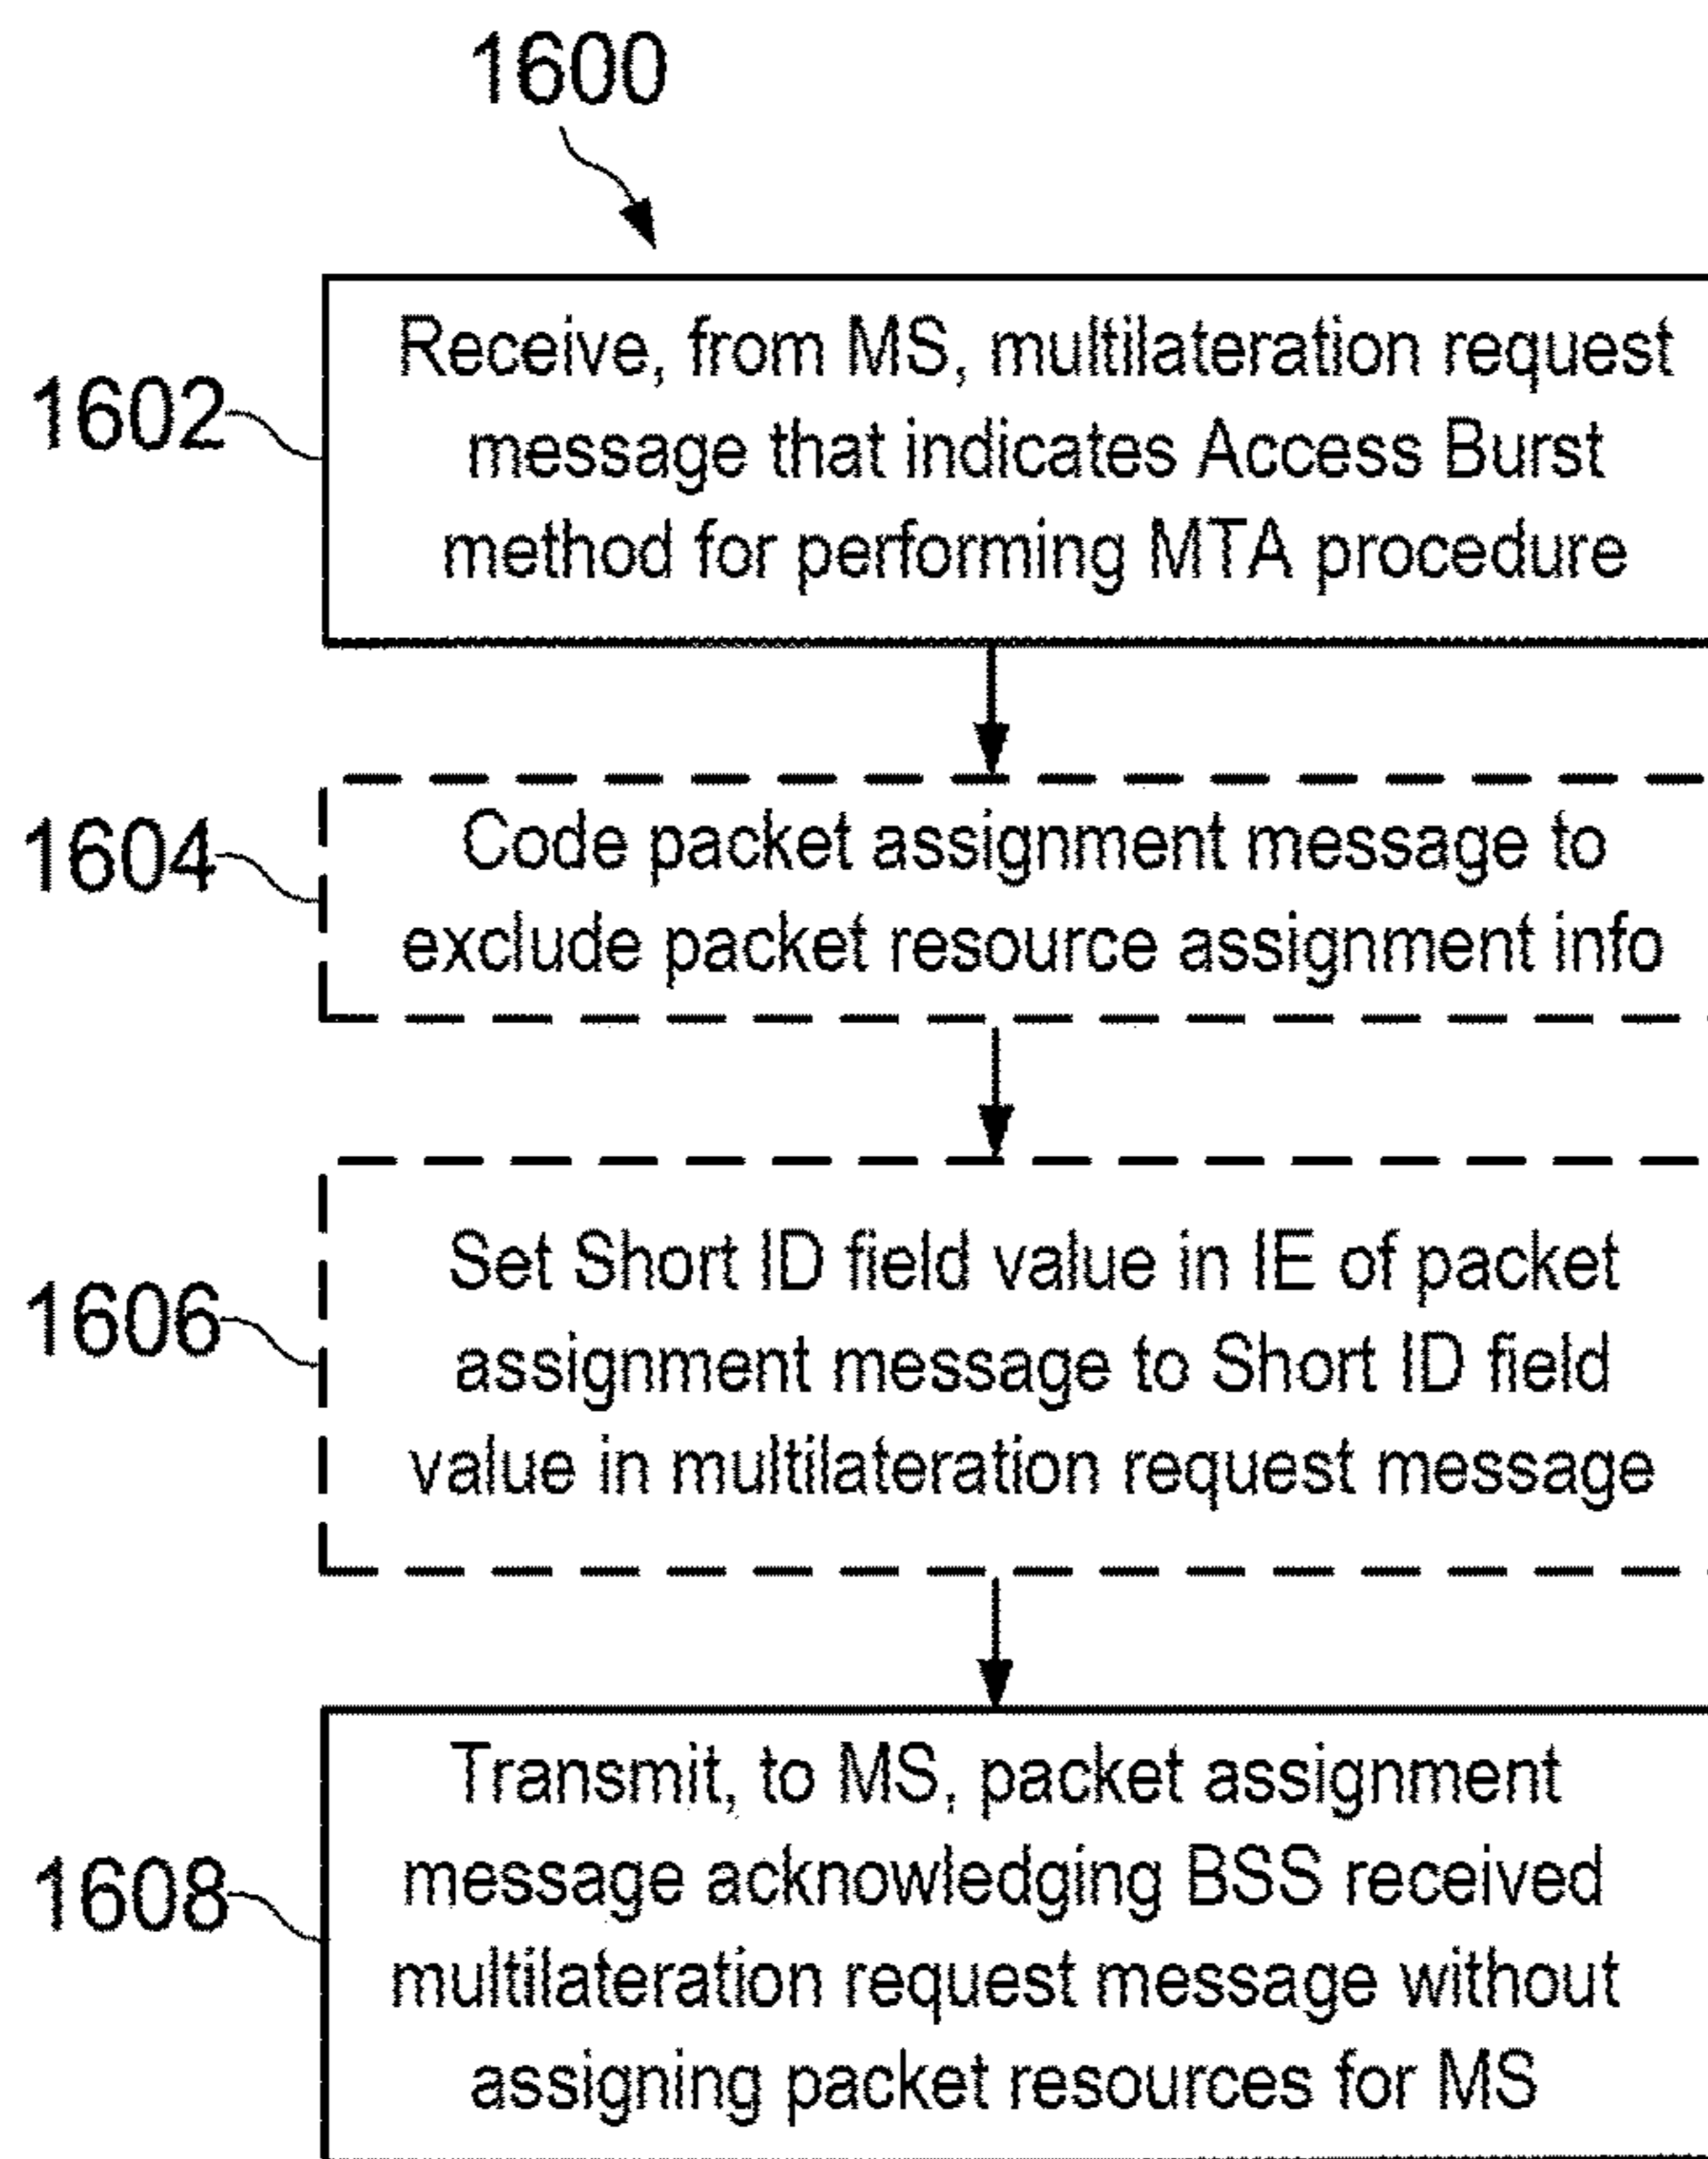 1600
1602
Receive, from MS, multilateration request
message that indicates Access Burst
method for performing MTA procedure
1604
Code packet assignment message to
exclude packet resource assignment info
1606
Set Short ID field value in IE of packet
assignment message to Short ID field
value in multilateration request message
1608
Transmit, to MS, packet assignment
message acknowledging BSS received
multilateration request message without
assigning packet resources for MS